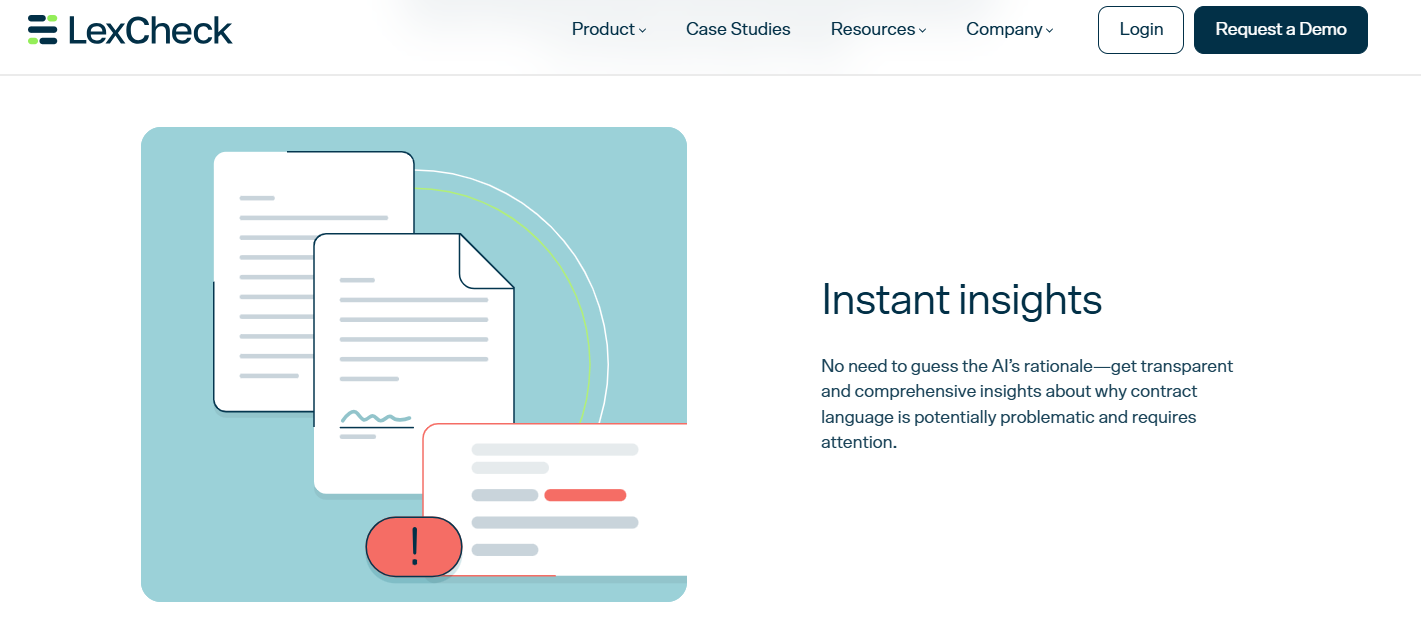 LexCheck
Product
Case Studies
Resources
Company
Login
Request a Demo
!
Instant insights
No need to guess the AI’s rationale—get transparent
and comprehensive insights about why contract
language is potentially problematic and requires
attention.